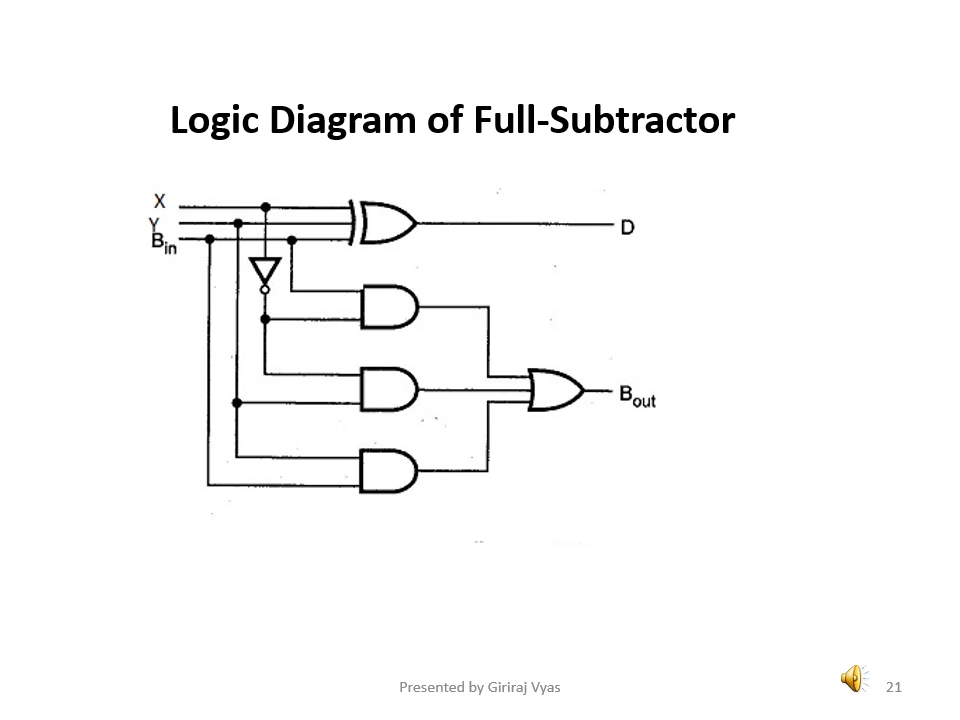 Logic Diagram of Full-Subtractor
X
Y
Bin
D
Bout
Presented by Giriraj Vyas
21